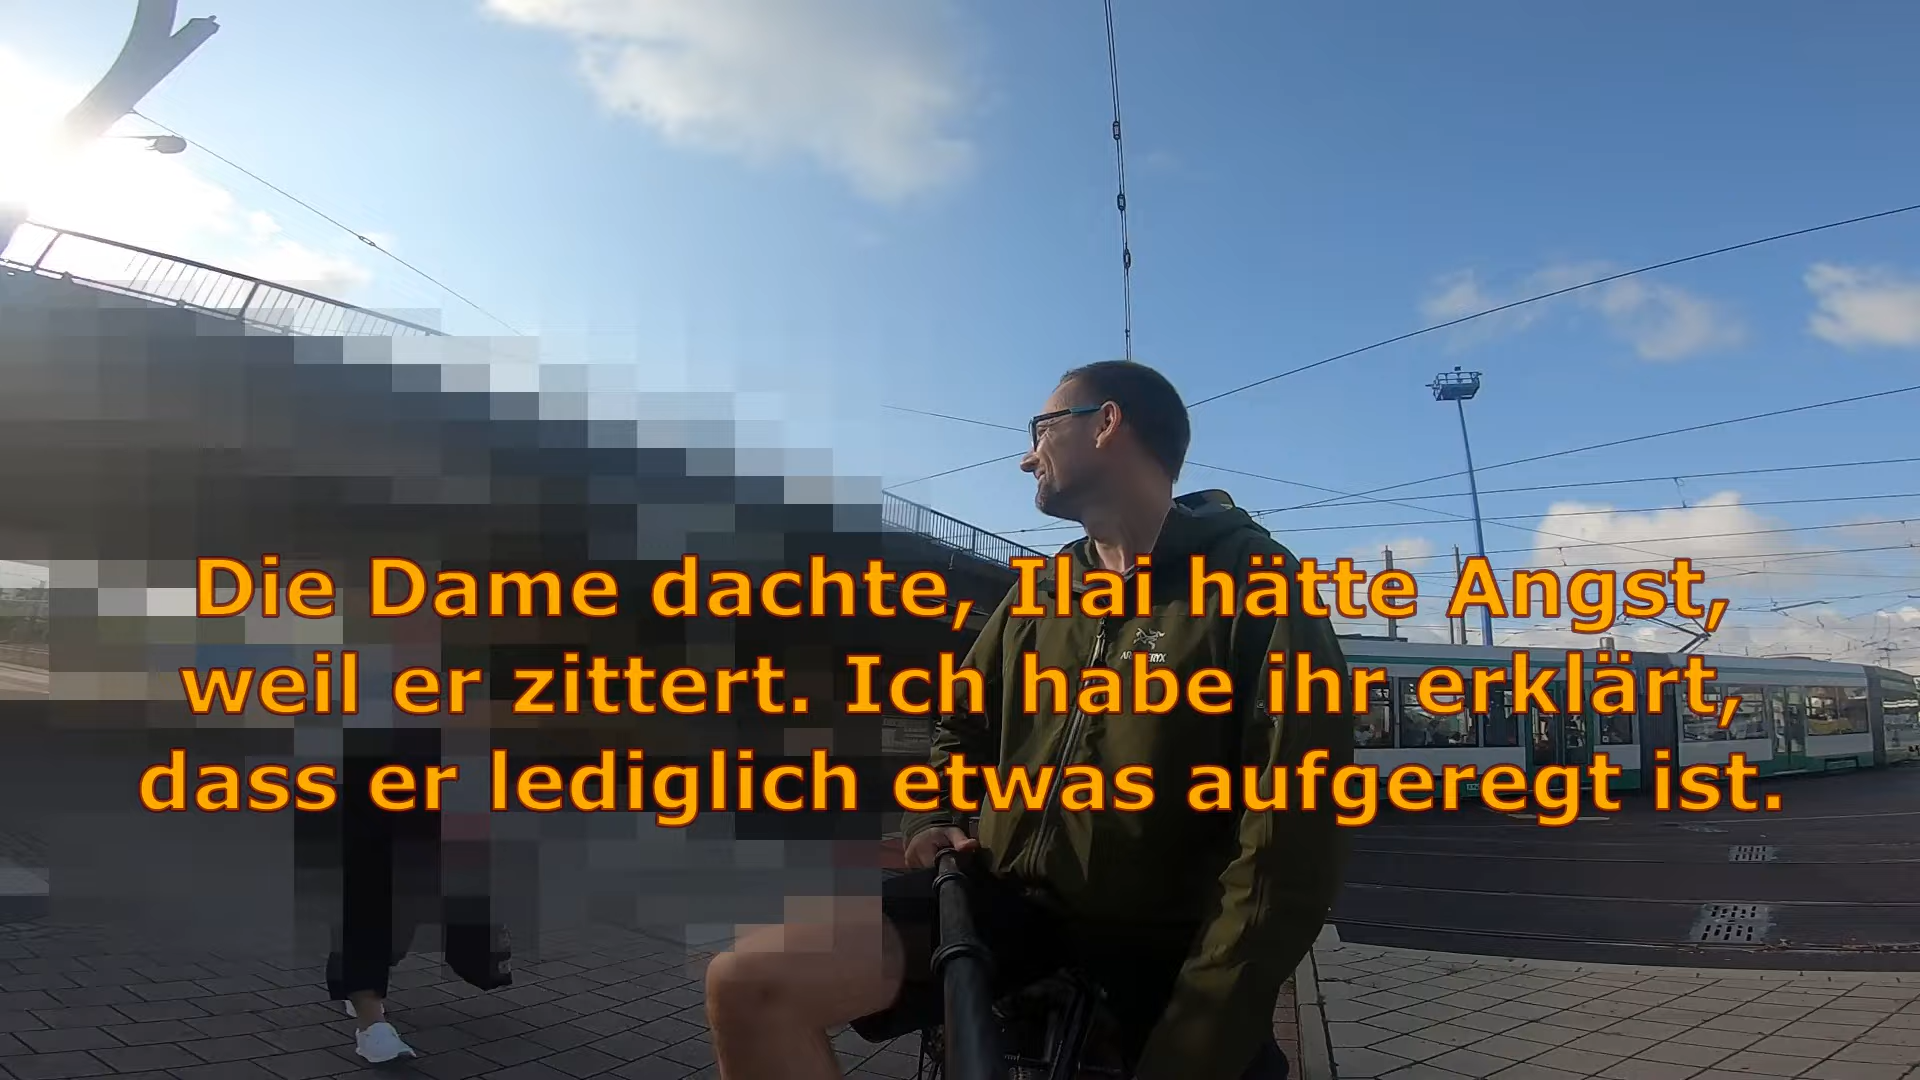 Die Dame dachte, Ilai hätte Angst,
weil er zittert. Ich habe ihr erklärt,
dass er lediglich etwas aufgeregt ist.